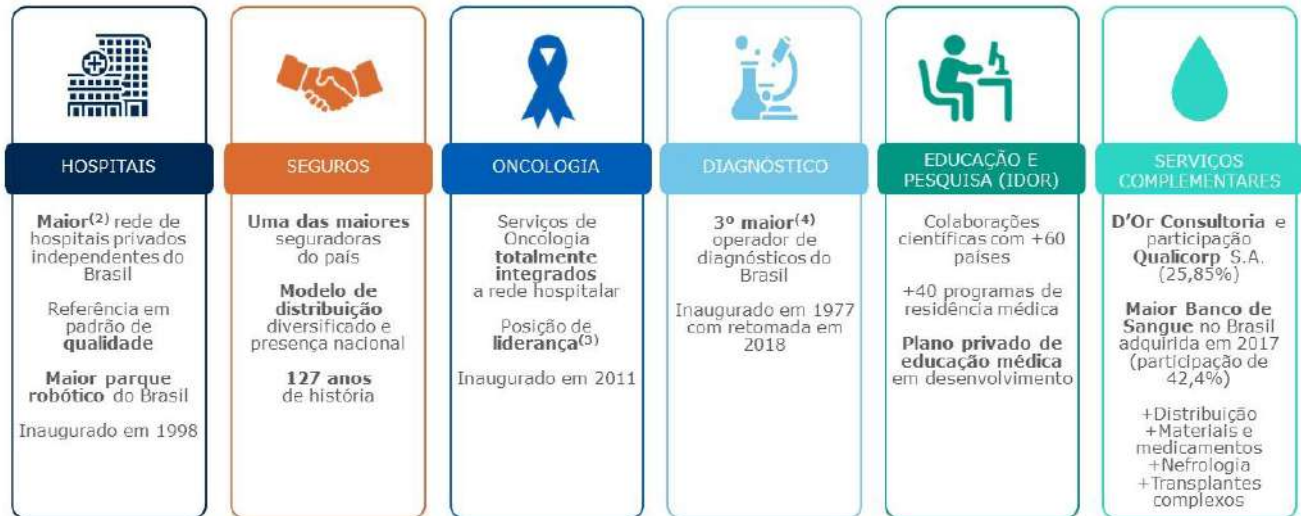 HOSPITAIS
Maior(2) rede de
hospitais privados
independentes do
Brasil
Referência em
padrão de
qualidade
Maior parque
robótico do Brasil
Inaugurado em 1998
SEGUROS
Uma das maiores
seguradoras
do país
Modelo de
distribuição
diversificado e
presença nacional
127 anos
de história
ONCOLOGIA
Serviços de
Oncologia
totalmente
integrados
a rede hospitalar
Posição de
liderança(3)
Inaugurado em 2011
DIAGNÓSTICO
3º maior(4)
operador de
diagnósticos do
Brasil
Inaugurado em 1977
com retomada em
2018
EDUCAÇÃO E
PESQUISA (IDOR)
Colaborações
científicas com +60
países
+40 programas de
residência médica
Plano privado de
educação médica
em desenvolvimento
SERVIÇOS
COMPLEMENTARES
D'Or Consultoria e
participação
Qualicorp S.A.
(25,85%)
Maior Banco de
Sangue no Brasil
adquirida em 2017
(participação de
42,4%)
+Distribuição
+Materiais e
medicamentos
+Nefrologia
+Transplantes
complexos